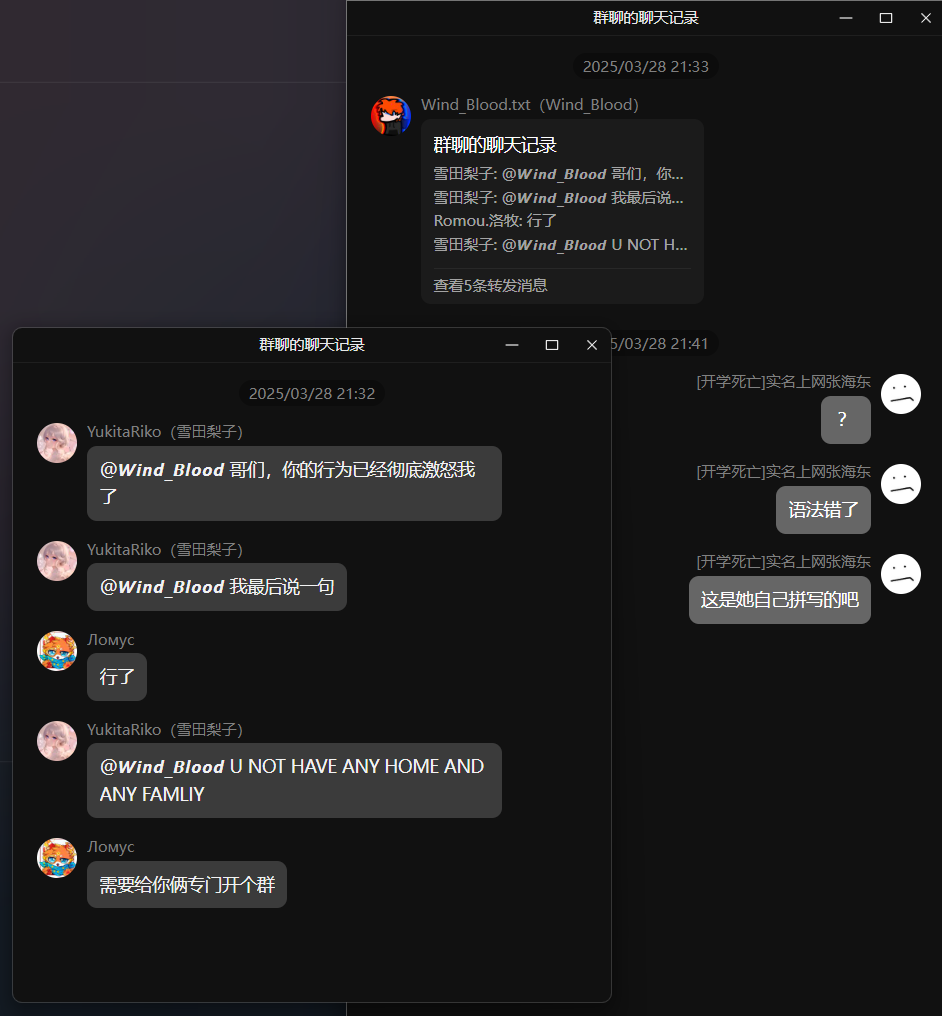 群聊的聊天记录
2025/03/28 21:33
Wind_Blood.txt（Wind_Blood）
群聊的聊天记录
雪田梨子: @Wind_Blood 哥们，你...
雪田梨子: @Wind_Blood 我最后说...
Romou.洛牧: 行了
雪田梨子: @Wind_Blood U NOT H...
查看5条转发消息
5/03/28 21:41
[开学死亡]实名上网张海东
？
[开学死亡]实名上网张海东
语法错了
[开学死亡]实名上网张海东
这是她自己拼写的吧
群聊的聊天记录
2025/03/28 21:32
YukitaRiko（雪田梨子）
@Wind_Blood 哥们，你的行为已经彻底激怒我
了
YukitaRiko（雪田梨子）
@Wind_Blood 我最后说一句
Ломус
行了
YukitaRiko（雪田梨子）
@Wind_Blood U NOT HAVE ANY HOME AND
ANY FAMLIY
Ломус
需要给你俩专门开个群